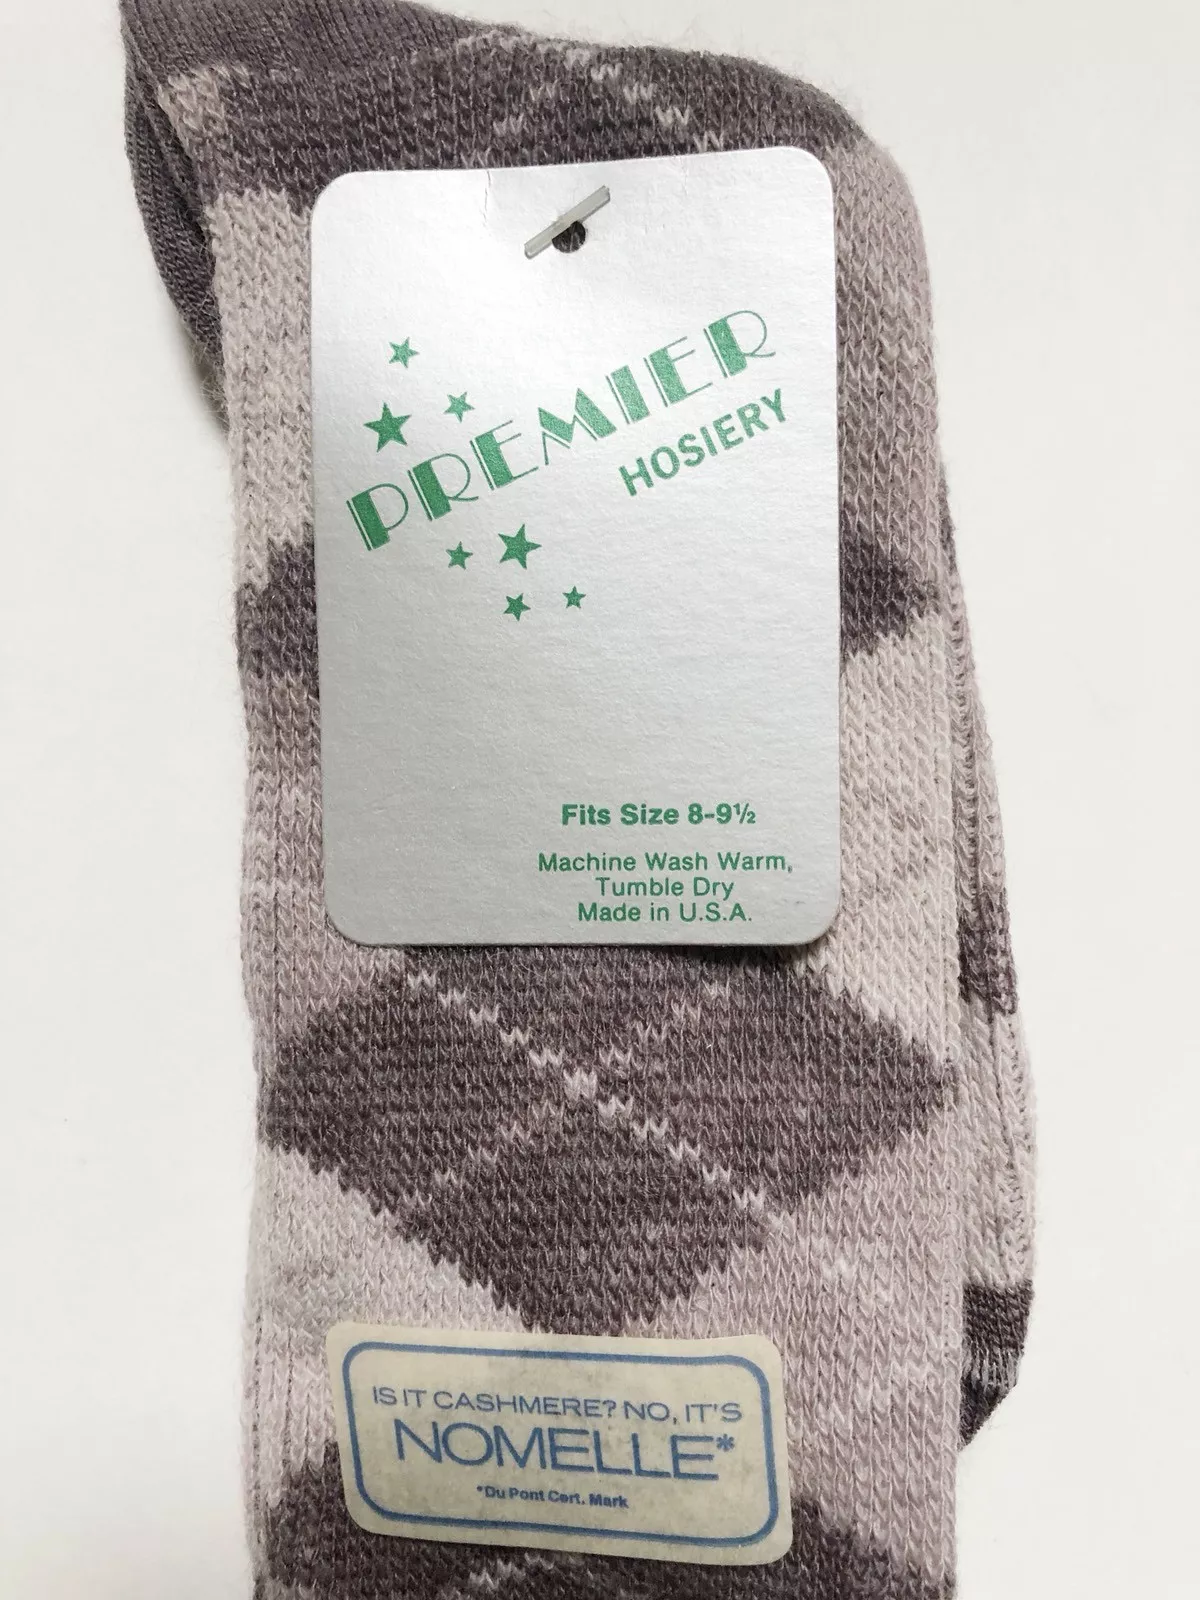 PREMIER
HOSIERY
Fits Size 8-9½
Machine Wash Warm,
Tumble Dry
Made in U.S.A.
IS IT CASHMERE? NO, IT'S
NOMELLE*
*Du Pont Cert. Mark